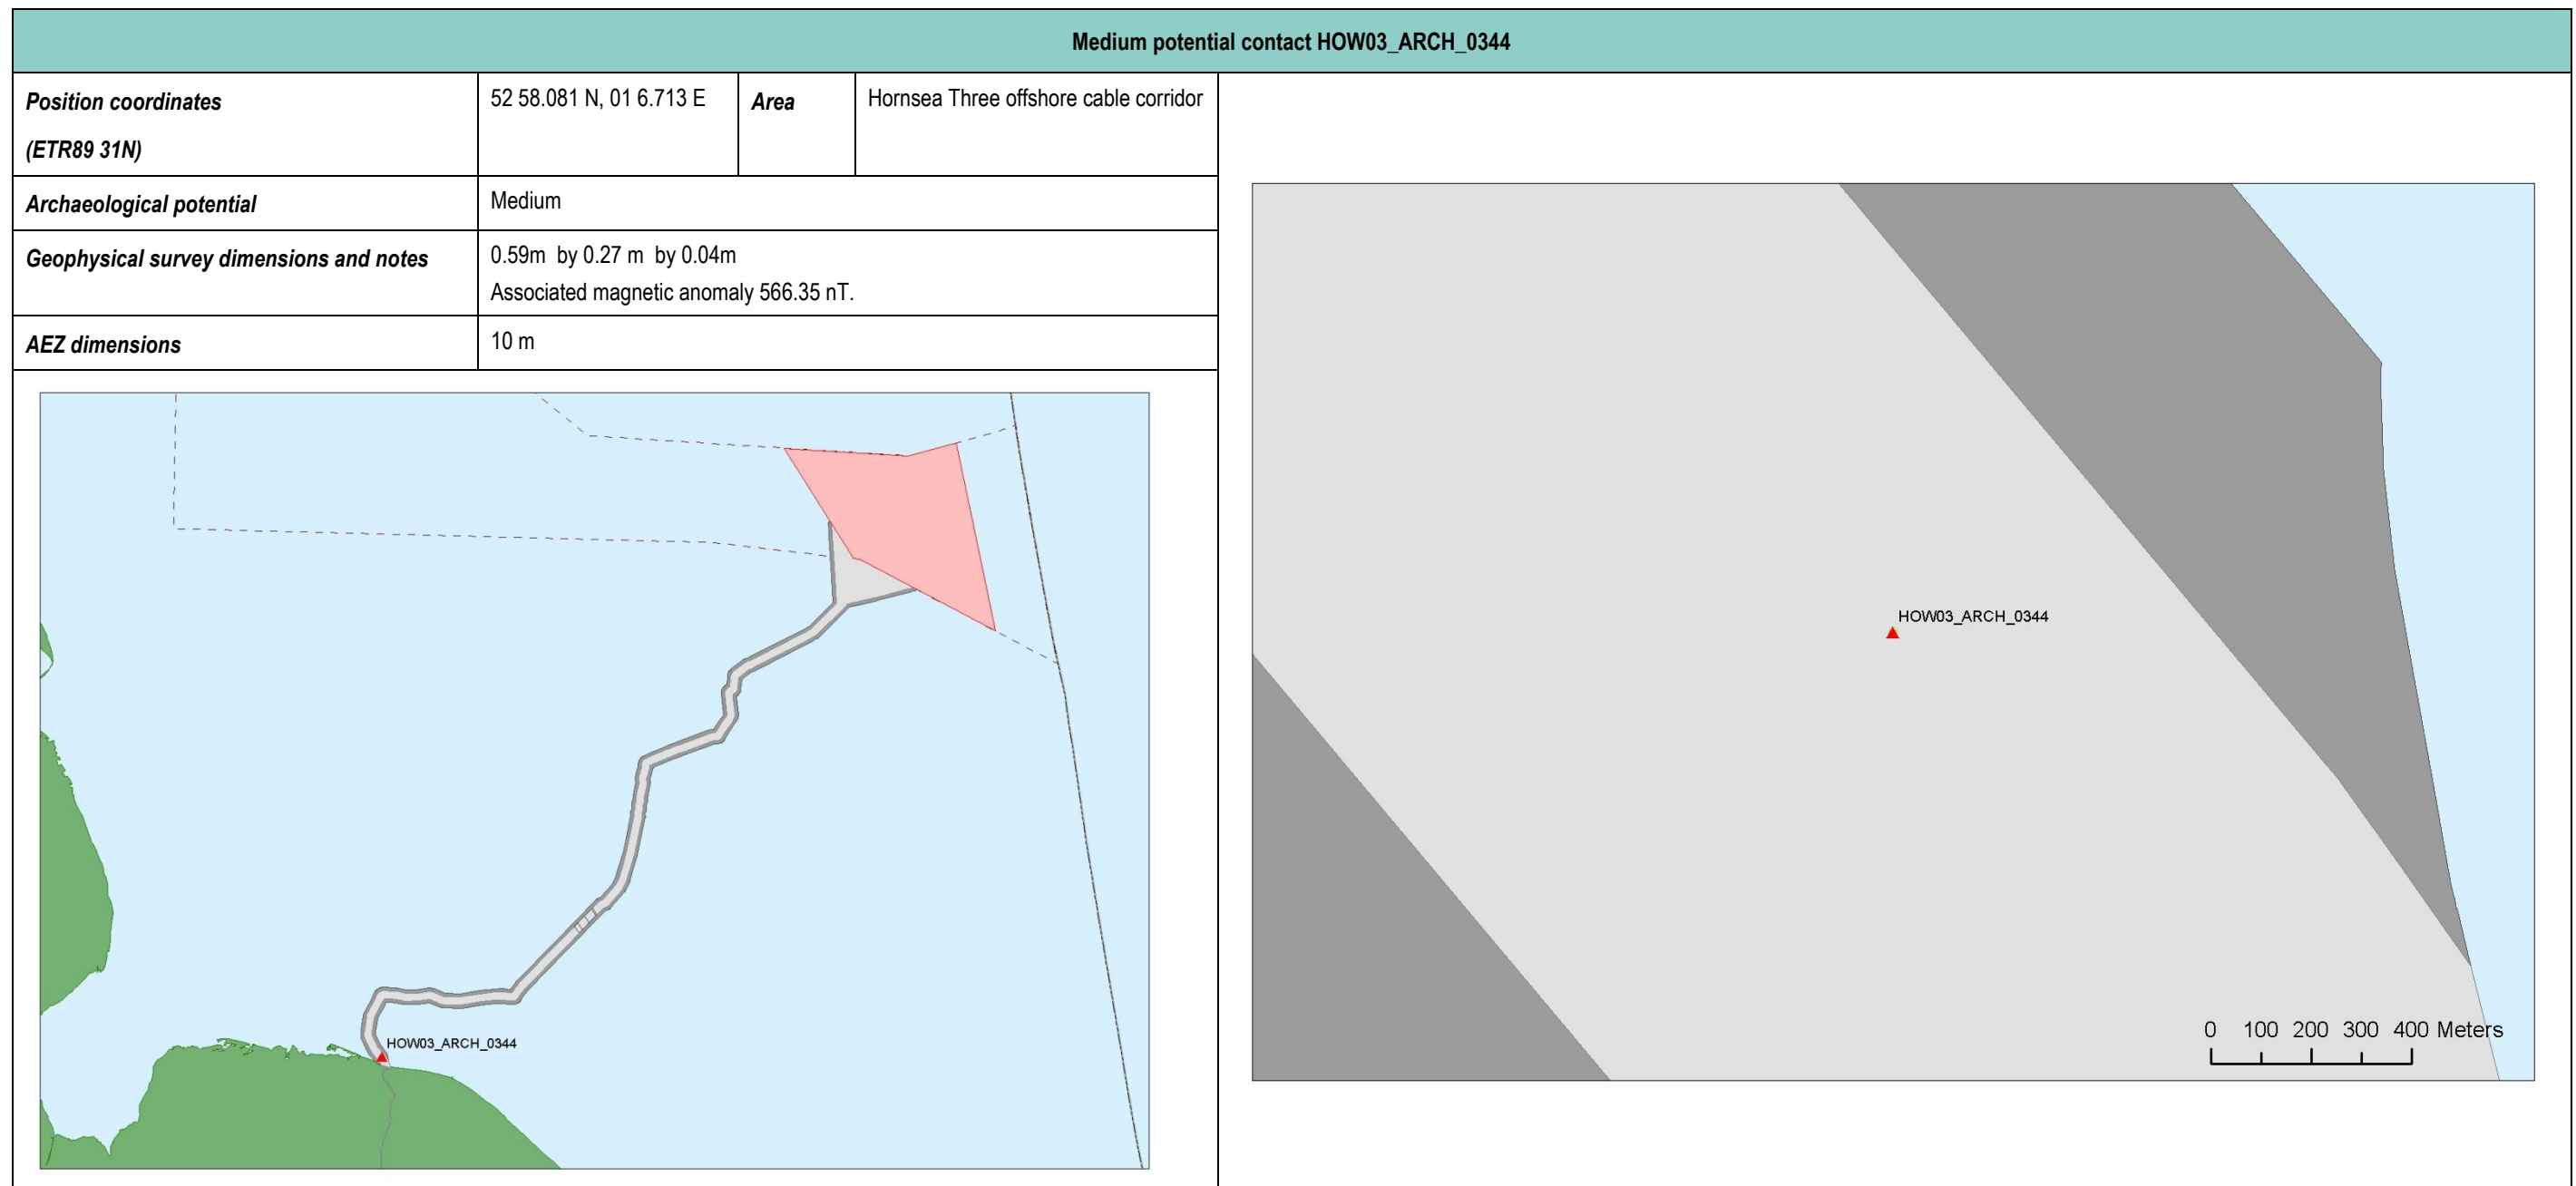 Medium potential contact HOW03_ARCH_0344
Position coordinates
(ETR89 31N)
52 58.081 N, 01 6.713 E
Area
Hornsea Three offshore cable corridor
Archaeological potential
Medium
Geophysical survey dimensions and notes
0.59m by 0.27 m by 0.04m
Associated magnetic anomaly 566.35 nT.
AEZ dimensions
10 m
HOW03_ARCH_0344
HOW03_ARCH_0344
0 100 200 300 400 Meters